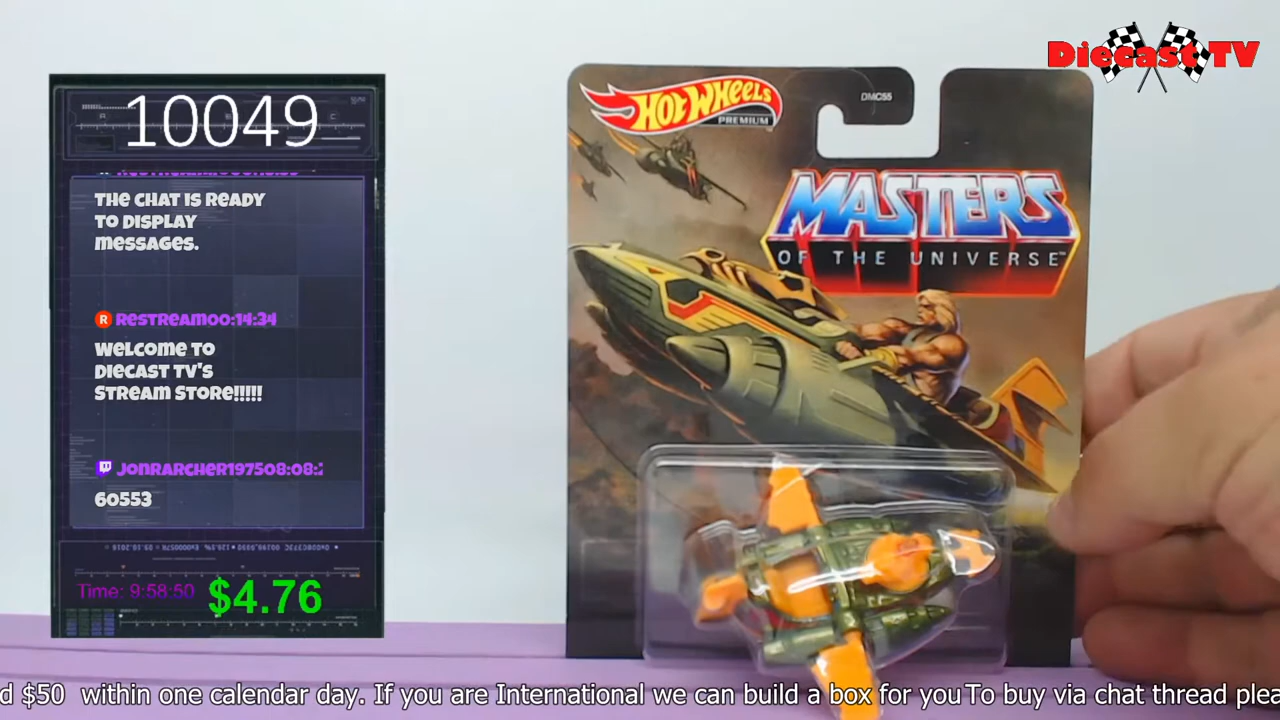 Diecast TV
10049
THE CHAT IS READY
TO DISPLAY
MESSAGES.
RESTREAM00:14:34
WELCOME TO
DIECAST TV'S
STREAM STORE!!!!!
JONRARCHER197508:08:
60553
Time: 9:58:50
$4.76
HOT WHEELS
PREMIUM
DMC55
MASTERS
OF THE UNIVERSE™
d $50 within one calendar day. If you are International we can build a box for you To buy via chat thread plea